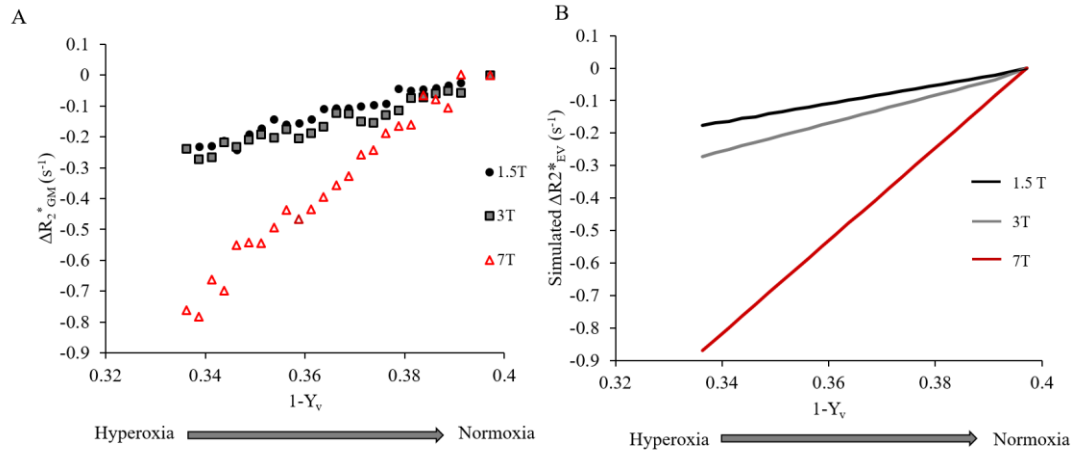 A
0
-0.1
-0.2
-0.3
-0.4
-0.5
-0.6
-0.7
-0.8
-0.9
ΔR₂*GM (s⁻¹)
1.5T
3T
7T
0.32 0.34 0.36 0.38 0.4
1-Yᵥ
Hyperoxia Normoxia
B
0
-0.1
-0.2
-0.3
-0.4
-0.5
-0.6
-0.7
-0.8
-0.9
Simulated ΔR2*EV (s⁻¹)
1.5 T
3T
7T
0.32 0.34 0.36 0.38 0.4
1-Yᵥ
Hyperoxia Normoxia